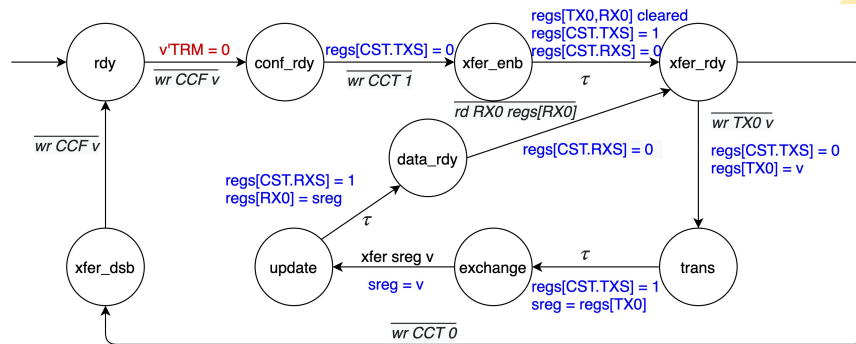 regs[TX0,RX0] cleared
regs[CST.TXS] = 1
regs[CST.RXS] = 0
v'TRM = 0
regs[CST.TXS] = 0
rdy
conf_rdy
xfer_enb
xfer_rdy
wr CCF v
wr CCT 1
τ
rd RX0 regs[RX0]
wr TX0 v
wr CCF v
data_rdy
regs[CST.RXS] = 0
regs[CST.TXS] = 0
regs[TX0] = v
regs[CST.RXS] = 1
regs[RX0] = sreg
τ
xfer sreg v
τ
xfer_dsb
update
exchange
trans
sreg = v
regs[CST.TXS] = 1
sreg = regs[TX0]
wr CCT 0